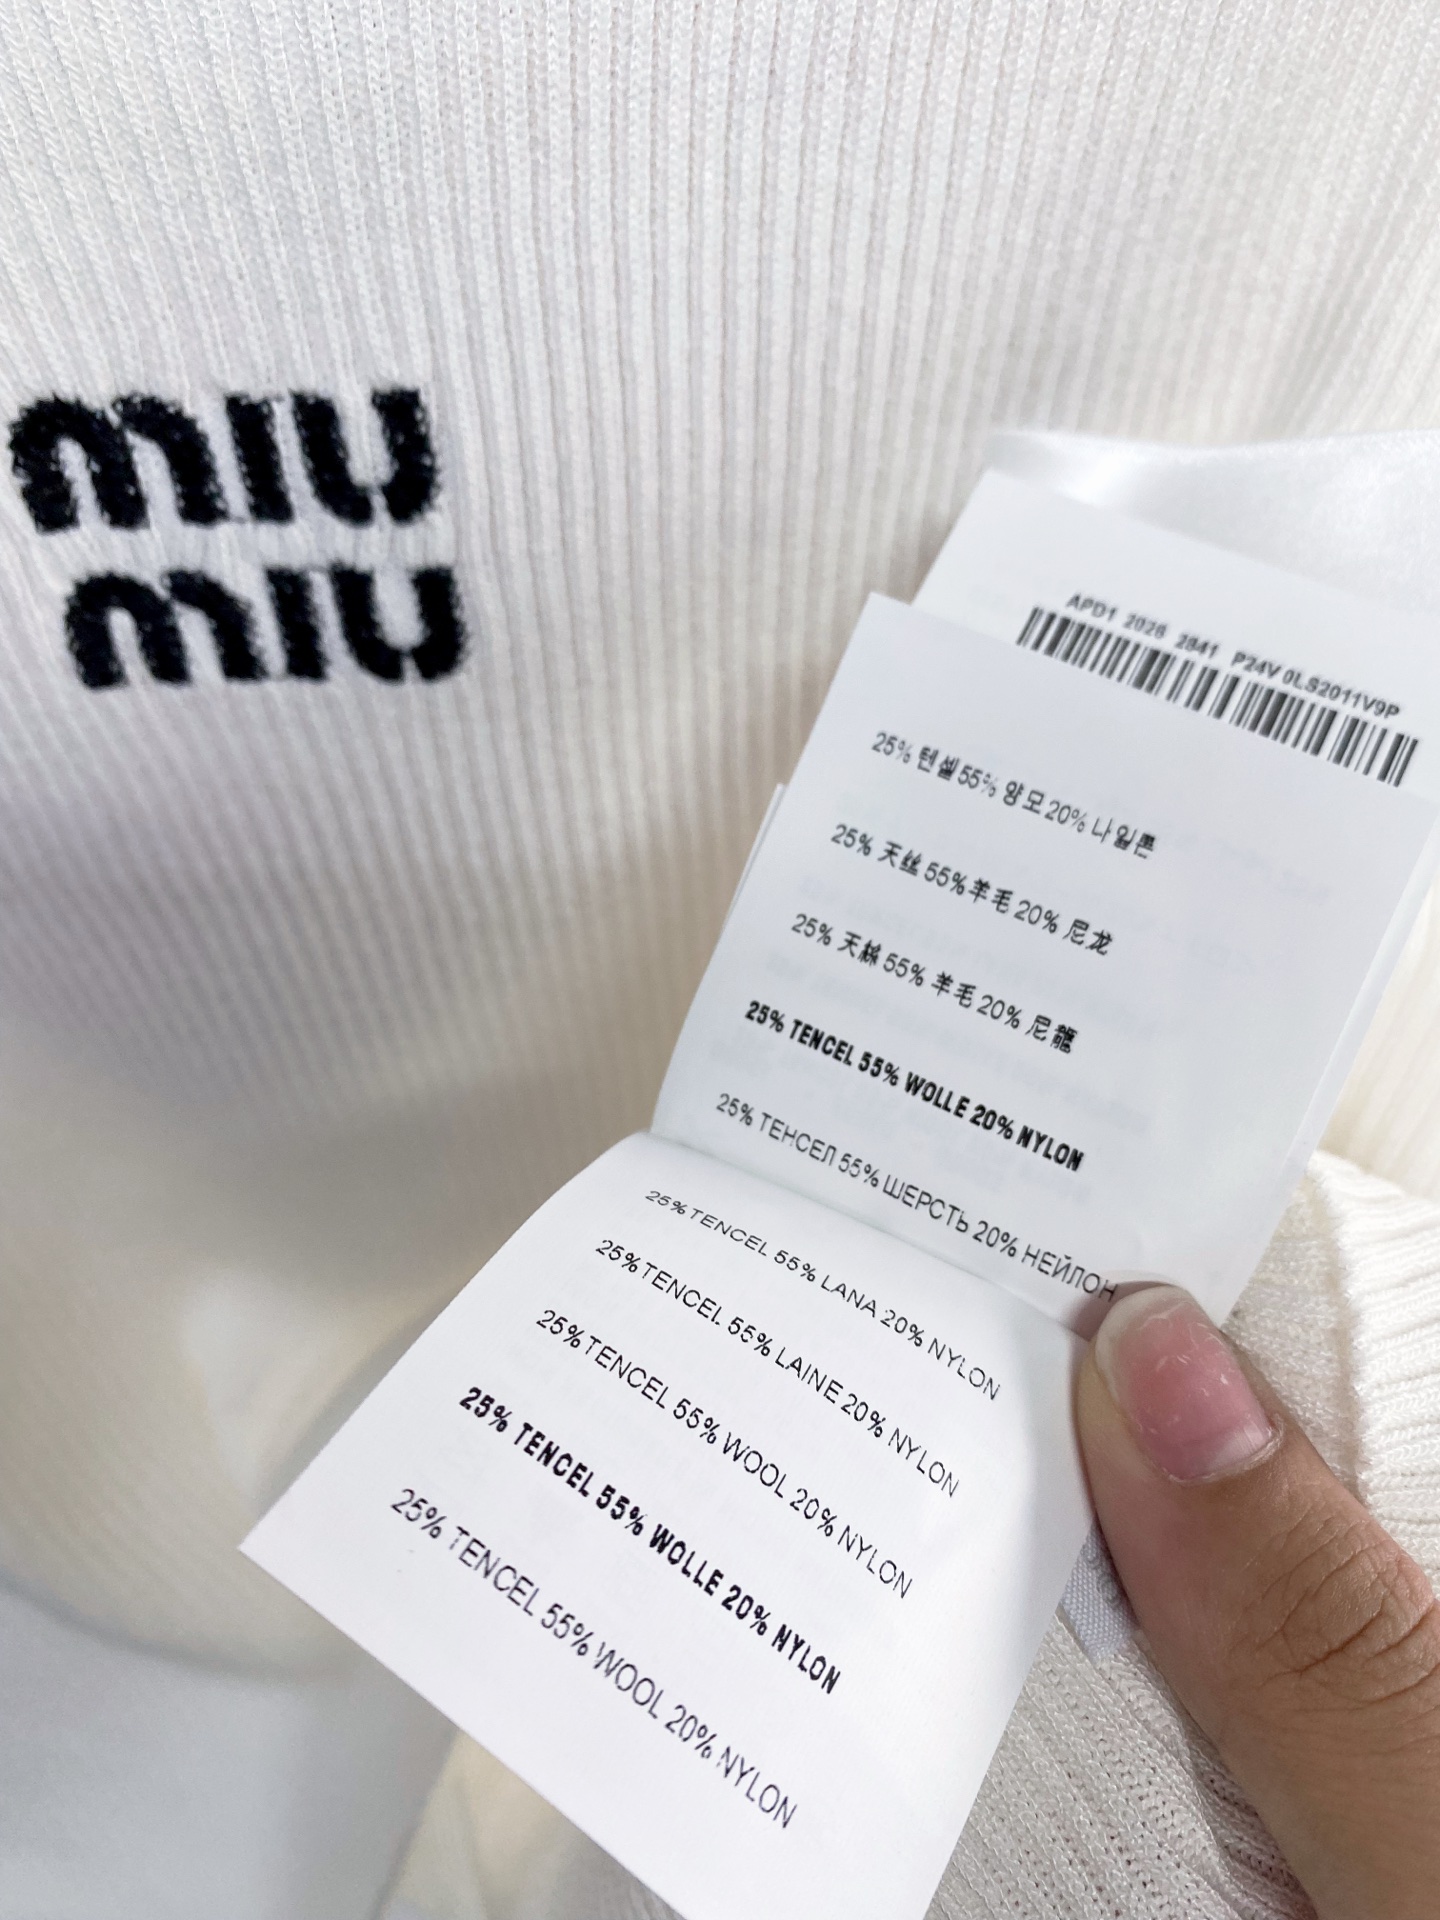 miu
miu
APD1 2026 2841 P24V 0LS2011V9P
25% 텐셀 55% 양모 20% 나일론
25% 天丝 55% 羊毛 20% 尼龙
25% 天絲 55% 羊毛 20% 尼龍
25% TENCEL 55% WOLLE 20% NYLON
25% ТЕНСЕЛ 55% ШЕРСТЬ 20% НЕЙЛОН
25% TENCEL 55% LANA 20% NYLON
25% TENCEL 55% LAINE 20% NYLON
25% TENCEL 55% WOOL 20% NYLON
25% TENCEL 55% WOLLE 20% NYLON
25% TENCEL 55% WOOL 20% NYLON